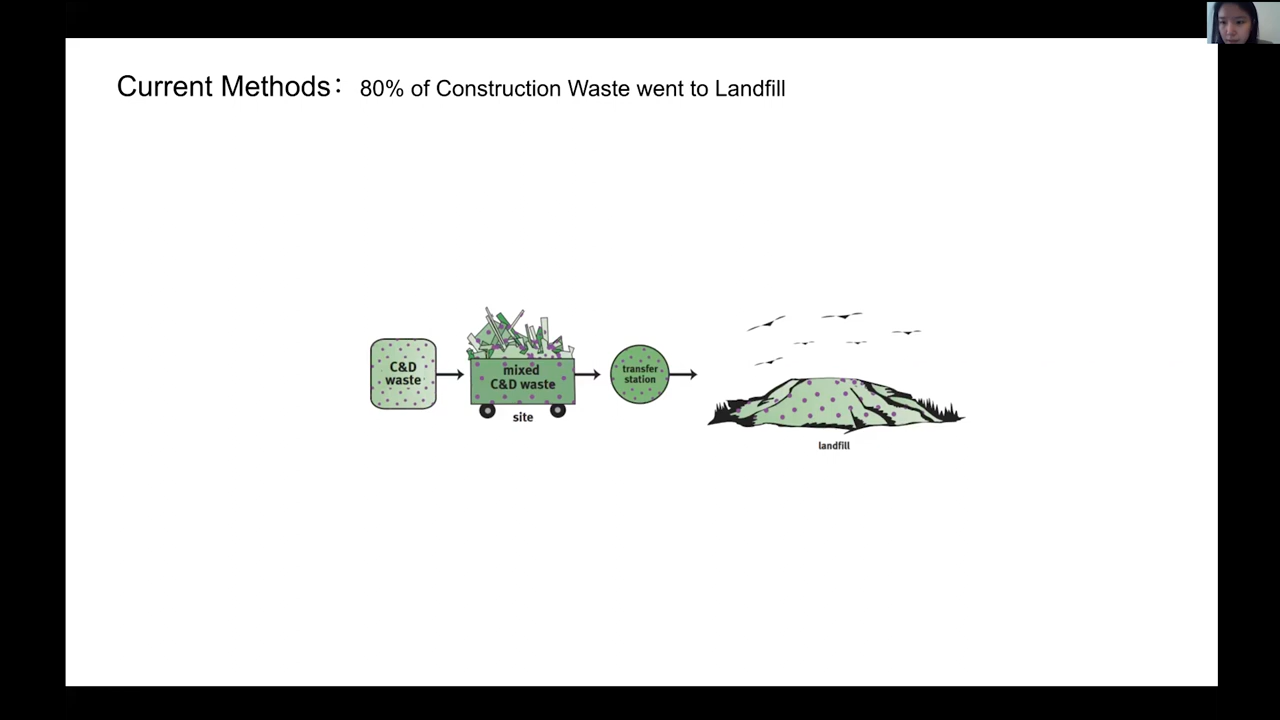 Current Methods: 80% of Construction Waste went to Landfill
C&D
waste
mixed
C&D waste
site
transfer
station
landfill